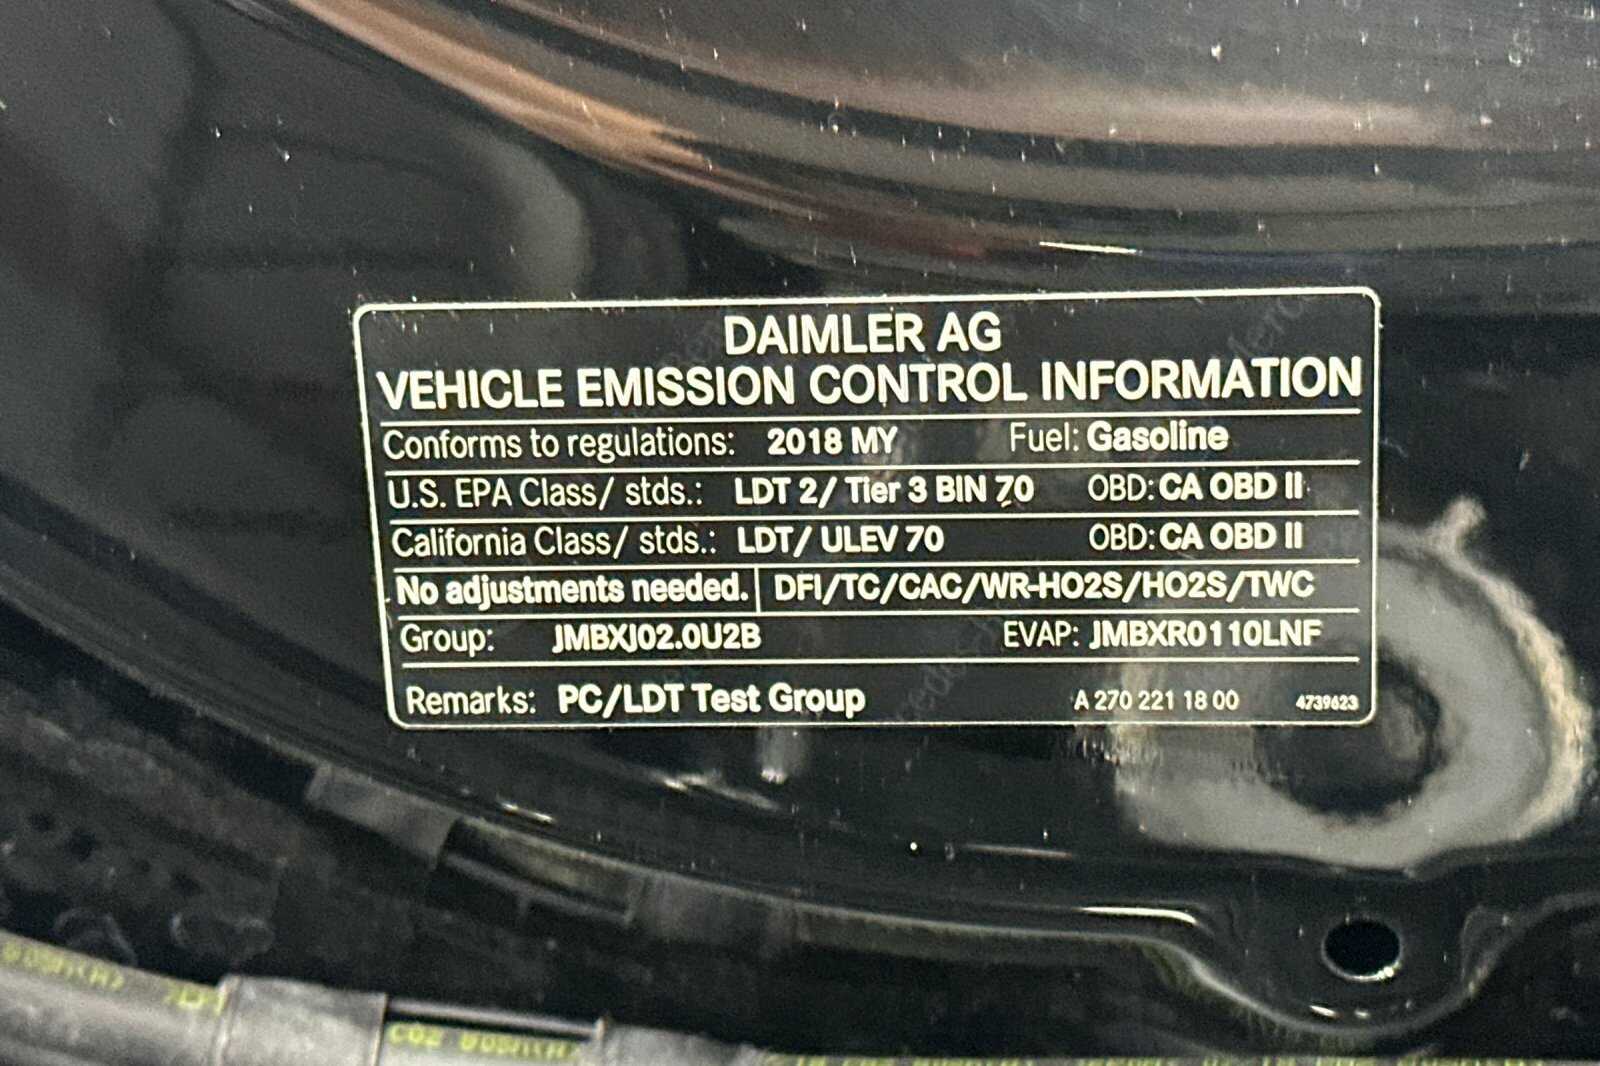 DAIMLER AG
VEHICLE EMISSION CONTROL INFORMATION
Conforms to regulations: 2018 MY Fuel: Gasoline
U.S. EPA Class/ stds.: LDT 2/ Tier 3 BIN 70 OBD: CA OBD II
California Class/ stds.: LDT/ ULEV 70 OBD: CA OBD II
No adjustments needed. DFI/TC/CAC/WR-HO2S/HO2S/TWC
Group: JMBXJ02.0U2B EVAP: JMBXR0110LNF
Remarks: PC/LDT Test Group A 270 221 18 00 4739623